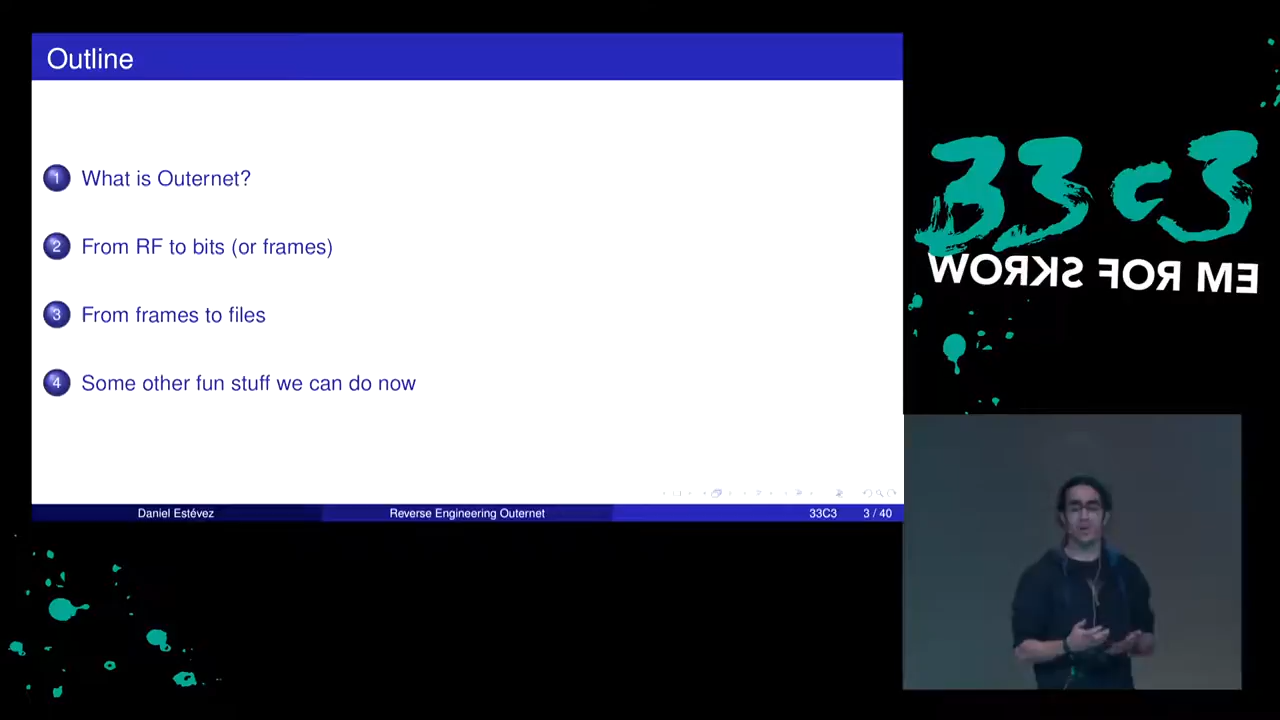 Outline
1 What is Outernet?
2 From RF to bits (or frames)
3 From frames to files
4 Some other fun stuff we can do now
Daniel Estévez Reverse Engineering Outernet 33C3 3 / 40
33c3
WORKS FOR ME